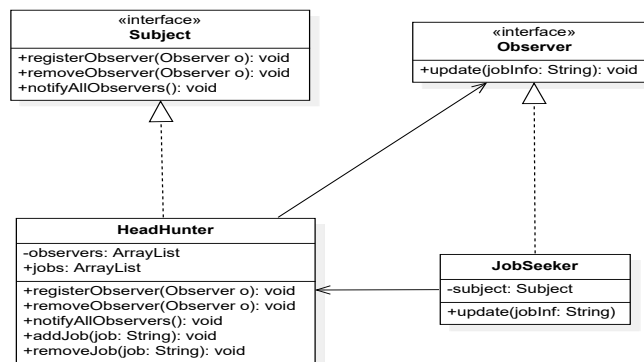 «interface»
Subject
+registerObserver(Observer o): void
+removeObserver(Observer o): void
+notifyAllObservers(): void
«interface»
Observer
+update(jobInfo: String): void
HeadHunter
-observers: ArrayList
+jobs: ArrayList
+registerObserver(Observer o): void
+removeObserver(Observer o): void
+notifyAllObservers(): void
+addJob(job: String): void
+removeJob(job: String): void
JobSeeker
-subject: Subject
+update(jobInf: String)